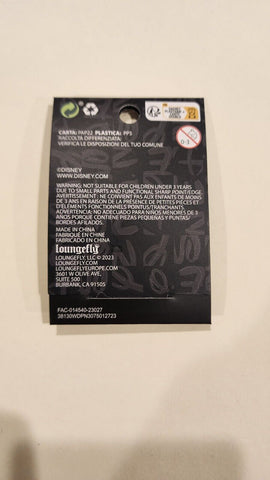 CARTA: PAP22 PLASTICA: PP5
RACCOLTA DIFFERENZIATA.
VERIFICA LE DISPOSIZIONI DEL TUO COMUNE
0-3
©DISNEY
WWW.DISNEY.COM
WARNING: NOT SUITABLE FOR CHILDREN UNDER 3 YEARS
DUE TO SMALL PARTS AND FUNCTIONAL SHARP POINT/EDGE.
AVERTISSEMENT : NE CONVIENT PAS AUX ENFANTS DE MOINS
DE 3 ANS EN RAISON DE LA PRÉSENCE DE PETITES PIÈCES ET
D'ÉLÉMENTS FONCTIONNELS POINTUS/TRANCHANTS.
ADVERTENCIA: NO ADECUADO PARA NIÑOS MENORES DE 3
AÑOS PORQUE CONTIENE PIEZAS PEQUEÑAS Y PUNTAS/
BORDES AFILADOS.
MADE IN CHINA
FABRIQUÉ EN CHINE
FABRICADO EN CHINA
loungefly
LOUNGEFLY, LLC © 2023
LOUNGEFLY.COM
LOUNGEFLYEUROPE.COM
3601 W OLIVE AVE,
SUITE 500
BURBANK, CA 91505
FAC-014540-23027
38130WDPN3075012723